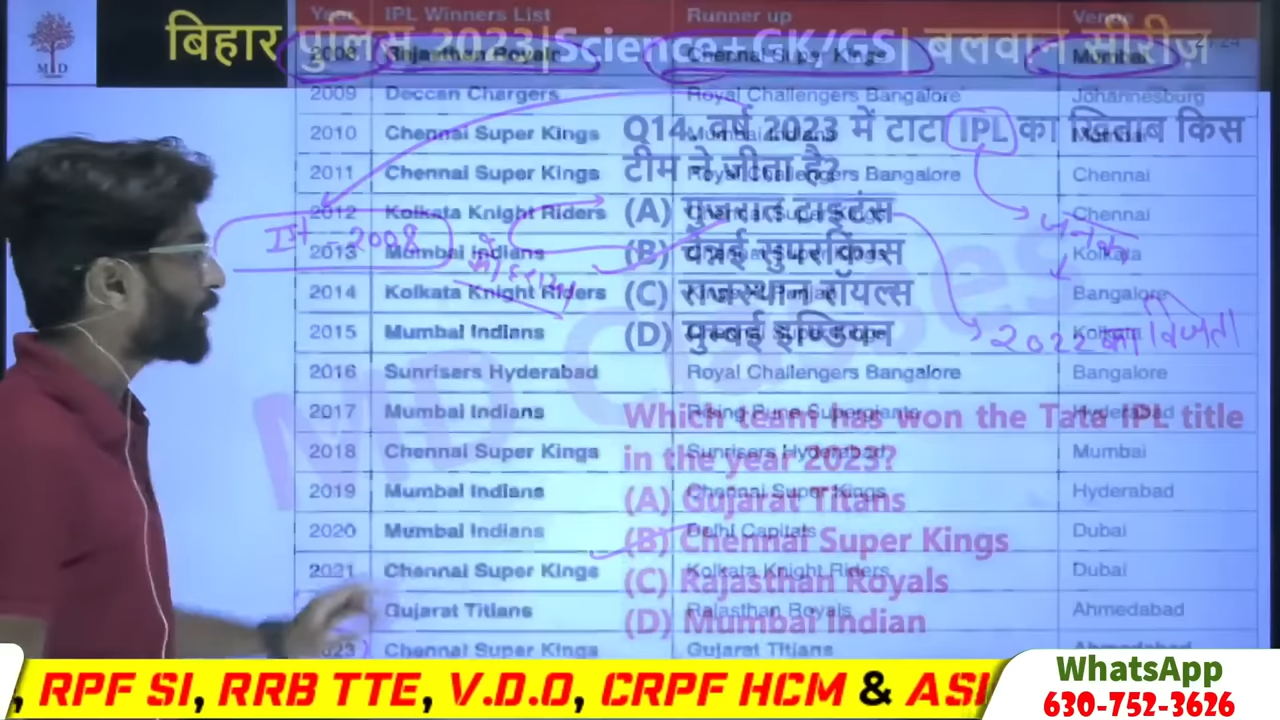 Year IPL Winners List Runner up Venue
बिहार पुलिस 2023|Science+GK/GS| बलवान सीरीज़
MD
2008 Rajasthan Royals Chennai Super Kings Mumbai
2009 Deccan Chargers Royal Challengers Bangalore Johannesburg
2010 Chennai Super Kings Mumbai Indians Mumbai
Q14. वर्ष 2023 में टाटा IPL का खिताब किस
टीम ने जीता है?
2011 Chennai Super Kings Royal Challengers Bangalore Chennai
2012 Kolkata Knight Riders Chennai Super Kings Chennai
(A) गुजरात टाइटंस
Ist - 2008
2013 Mumbai Indians Kolkata
(B) चेन्नई सुपरकिंग्स
2014 Kolkata Knight Riders Bangalore
(C) राजस्थान रॉयल्स
2015 Mumbai Indians Kolkata
(D) मुम्बई इण्डियन
2022 का विजेता
2016 Sunrisers Hyderabad Royal Challengers Bangalore Bangalore
2017 Mumbai Indians Rising Pune Supergiants Hyderabad
Which team has won the Tata IPL title
in the year 2023?
2018 Chennai Super Kings Sunrisers Hyderabad Mumbai
2019 Mumbai Indians Chennai Super Kings Hyderabad
(A) Gujarat Titans
2020 Mumbai Indians Delhi Capitals Dubai
(B) Chennai Super Kings
2021 Chennai Super Kings Kolkata Knight Riders Dubai
(C) Rajasthan Royals
Gujarat Titlans Rajasthan Royals Ahmedabad
(D) Mumbai Indian
2023 Chennai Super Kings Gujarat Titlans Ahmedabad
MD Classes
, RPF SI, RRB TTE, V.D.O, CRPF HCM & ASI
WhatsApp
630-752-3626